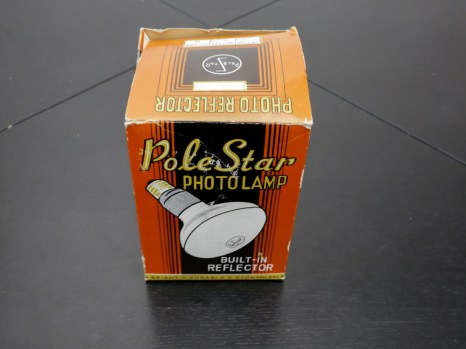 PHOTO REFLECTOR
Pole Star
PHOTO LAMP
BUILT-IN
REFLECTOR